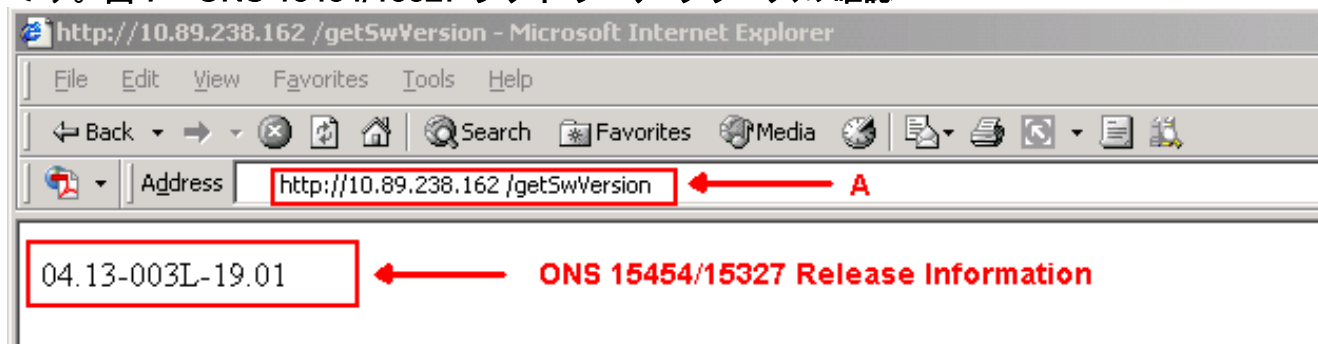 http://10.89.238.162 /getSwVersion - Microsoft Internet Explorer
File Edit View Favorites Tools Help
Back Search Favorites Media
Address http://10.89.238.162 /getSwVersion A
04.13-003L-19.01 ONS 15454/15327 Release Information